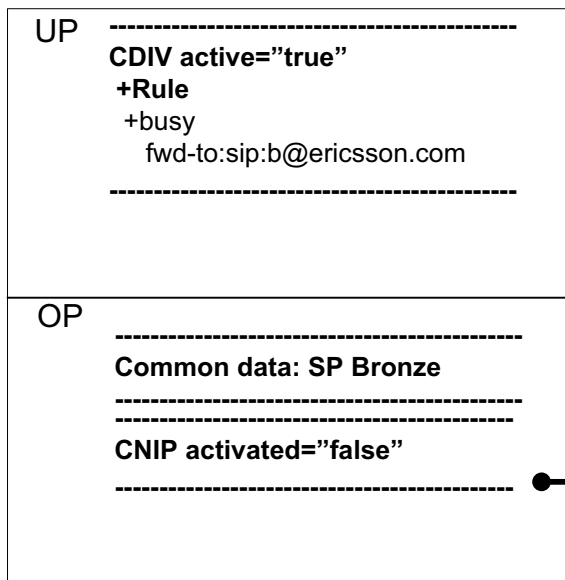 UP
----------------------------------------------
CDIV active=”true”
+Rule
+busy
fwd-to:sip:b@ericsson.com
----------------------------------------------
OP
----------------------------------------------
Common data: SP Bronze
----------------------------------------------
---------------------------------------------
CNIP activated=”false”
---------------------------------------------